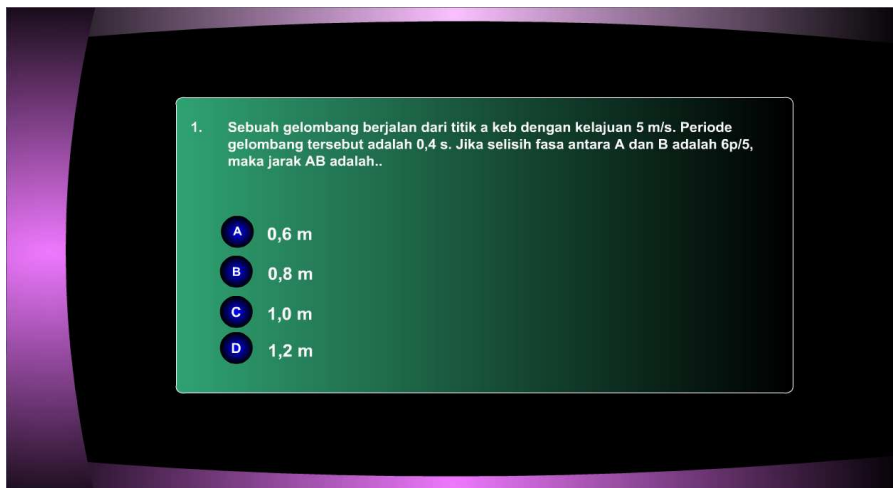 1. Sebuah gelombang berjalan dari titik a keb dengan kelajuan 5 m/s. Periode
gelombang tersebut adalah 0,4 s. Jika selisih fasa antara A dan B adalah 6p/5,
maka jarak AB adalah..
A 0,6 m
B 0,8 m
C 1,0 m
D 1,2 m